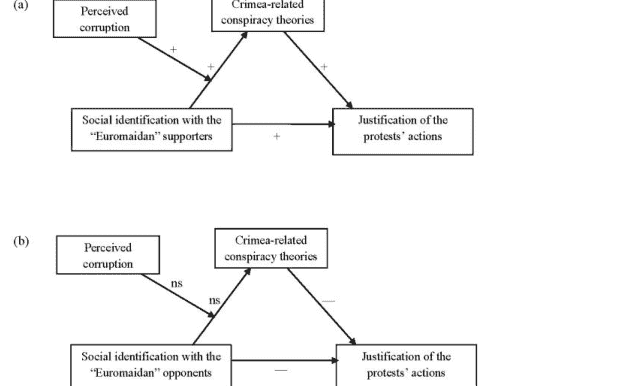 (a)
Perceived
corruption
Crimea-related
conspiracy theories
+
+
+
Social identification with the
“Euromaidan” supporters
+
Justification of the
protests’ actions
(b)
Perceived
corruption
Crimea-related
conspiracy theories
ns
ns
—
Social identification with the
“Euromaidan” opponents
—
Justification of the
protests’ actions